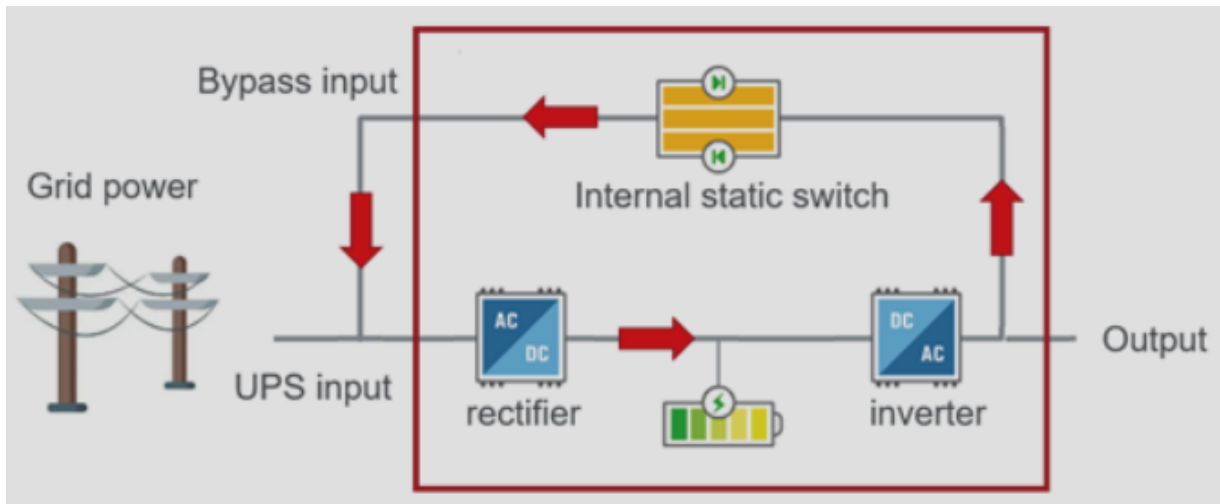 Bypass input
Grid power
Internal static switch
AC
DC
DC
AC
Output
UPS input
rectifier
inverter